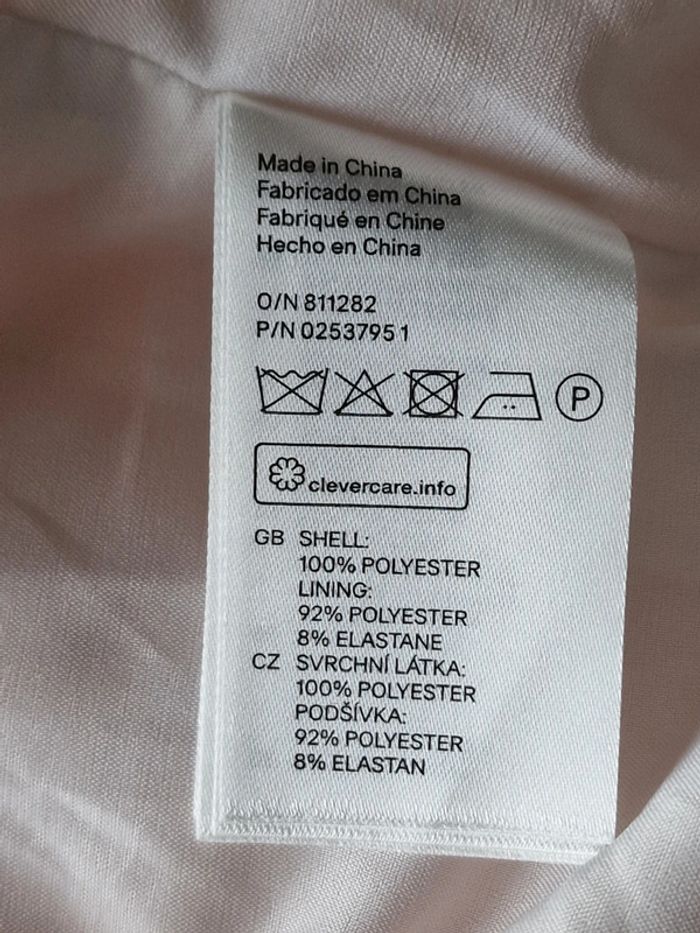 Made in China
Fabricado em China
Fabriqué en Chine
Hecho en China
O/N 811282
P/N 02537951
P
clevercare.info
GB SHELL:
100% POLYESTER
LINING:
92% POLYESTER
8% ELASTANE
CZ SVRCHNÍ LÁTKA:
100% POLYESTER
PODŠÍVKA:
92% POLYESTER
8% ELASTAN